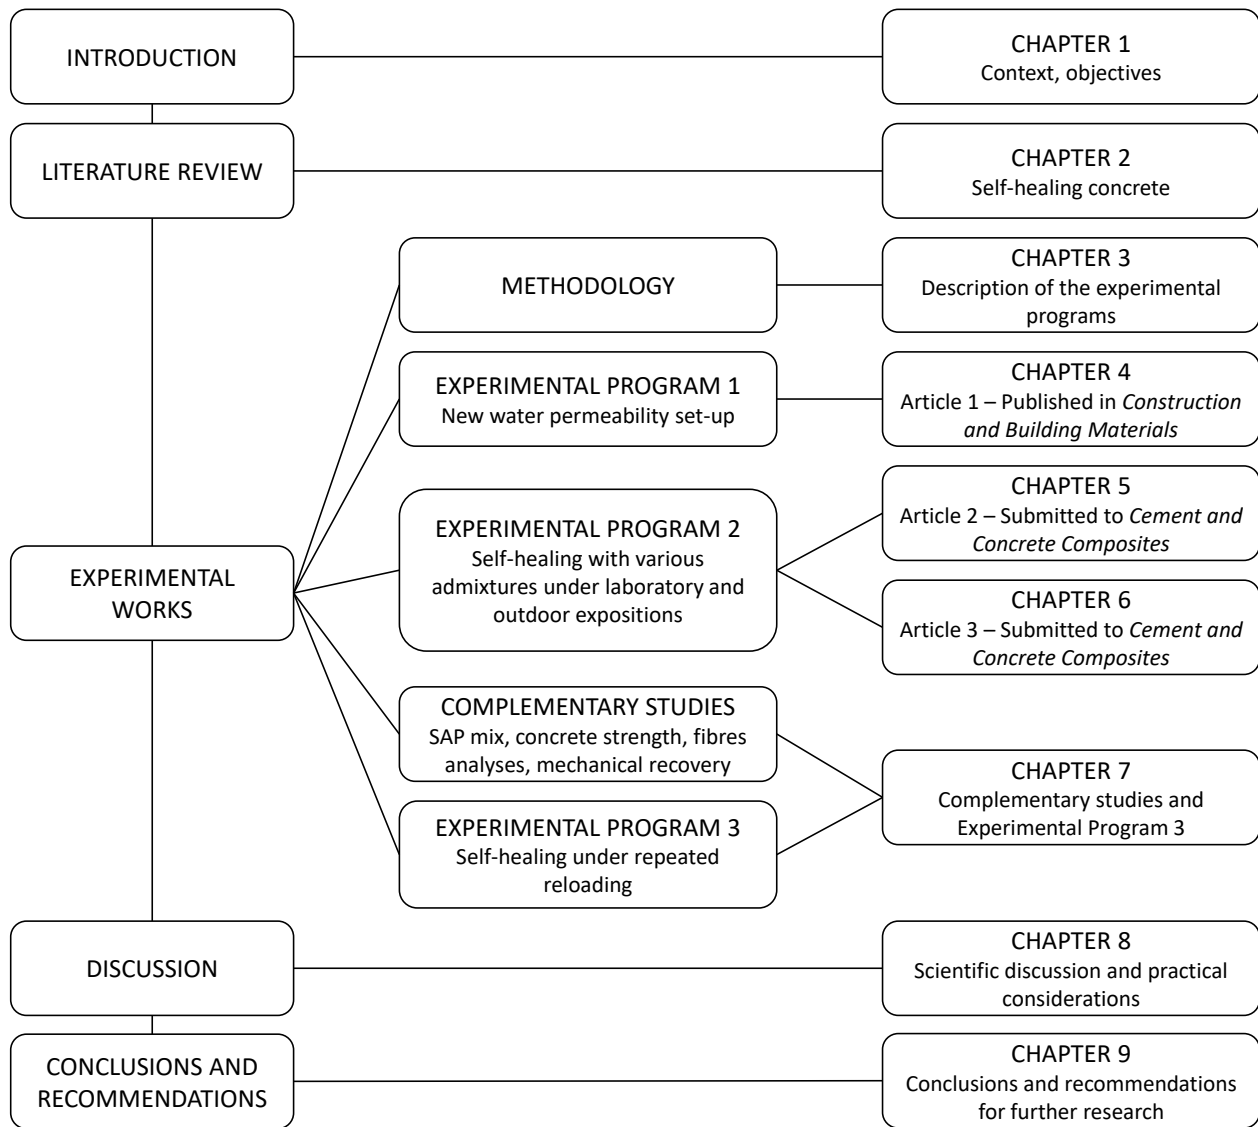 INTRODUCTION
CHAPTER 1
Context, objectives
LITERATURE REVIEW
CHAPTER 2
Self-healing concrete
METHODOLOGY
CHAPTER 3
Description of the experimental
programs
EXPERIMENTAL PROGRAM 1
New water permeability set-up
CHAPTER 4
Article 1 – Published in Construction
and Building Materials
EXPERIMENTAL
WORKS
EXPERIMENTAL PROGRAM 2
Self-healing with various
admixtures under laboratory and
outdoor expositions
CHAPTER 5
Article 2 – Submitted to Cement and
Concrete Composites
CHAPTER 6
Article 3 – Submitted to Cement and
Concrete Composites
COMPLEMENTARY STUDIES
SAP mix, concrete strength, fibres
analyses, mechanical recovery
EXPERIMENTAL PROGRAM 3
Self-healing under repeated
reloading
CHAPTER 7
Complementary studies and
Experimental Program 3
DISCUSSION
CHAPTER 8
Scientific discussion and practical
considerations
CONCLUSIONS AND
RECOMMENDATIONS
CHAPTER 9
Conclusions and recommendations
for further research